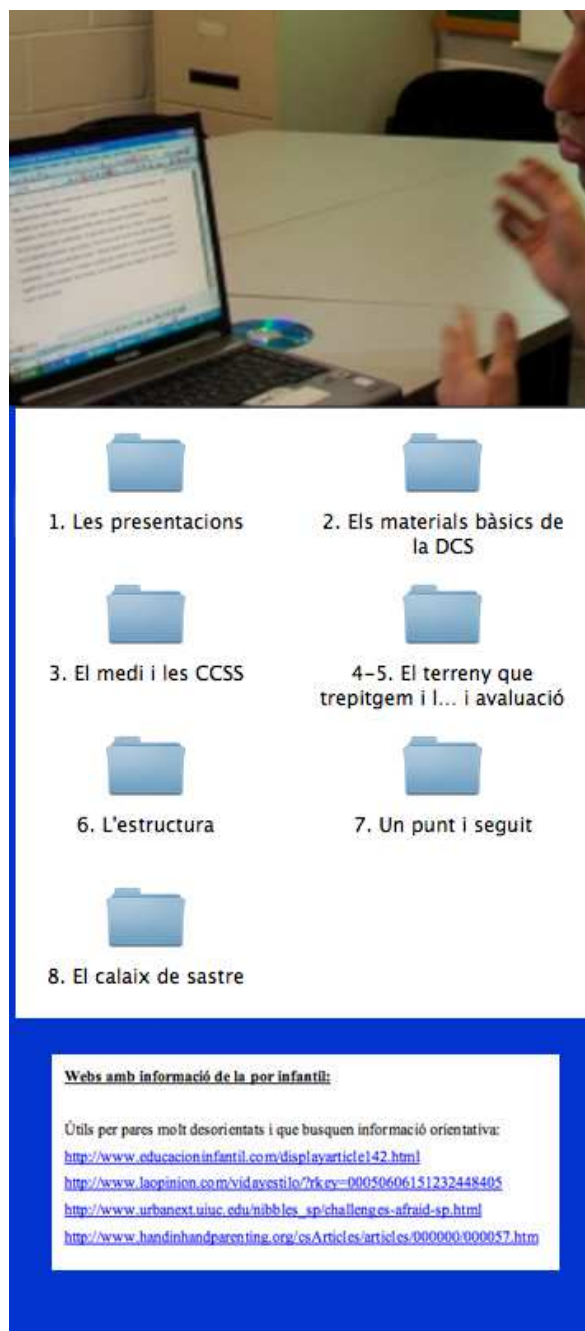 1. Les presentacions
2. Els materials bàsics de
la DCS
3. El medi i les CCSS
4-5. El terreny que
trepitgem i l... i avaluació
6. L'estructura
7. Un punt i seguit
8. El calaix de sastre
Webs amb informació de la por infantil:
Útils per pares molt desorientats i que busquen informació orientativa:
http://www.educacioninfantil.com/displayarticle142.html
http://www.laopinion.com/vidayestilo/?rkey=00050606151232448405
http://www.urbanext.uiuc.edu/nibbles_sp/challenges-afraid-sp.html
http://www.handinhandparenting.org/csArticles/articles/000000/000057.htm